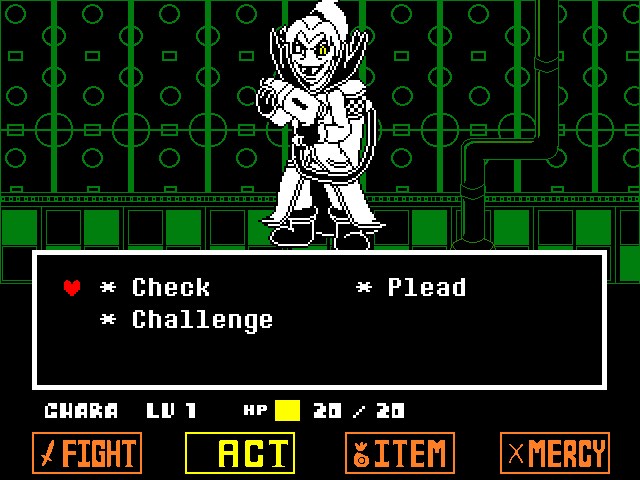 * Check * Plead
* Challenge
CHARA LV 1 HP 20 / 20
FIGHT ACT ITEM MERCY